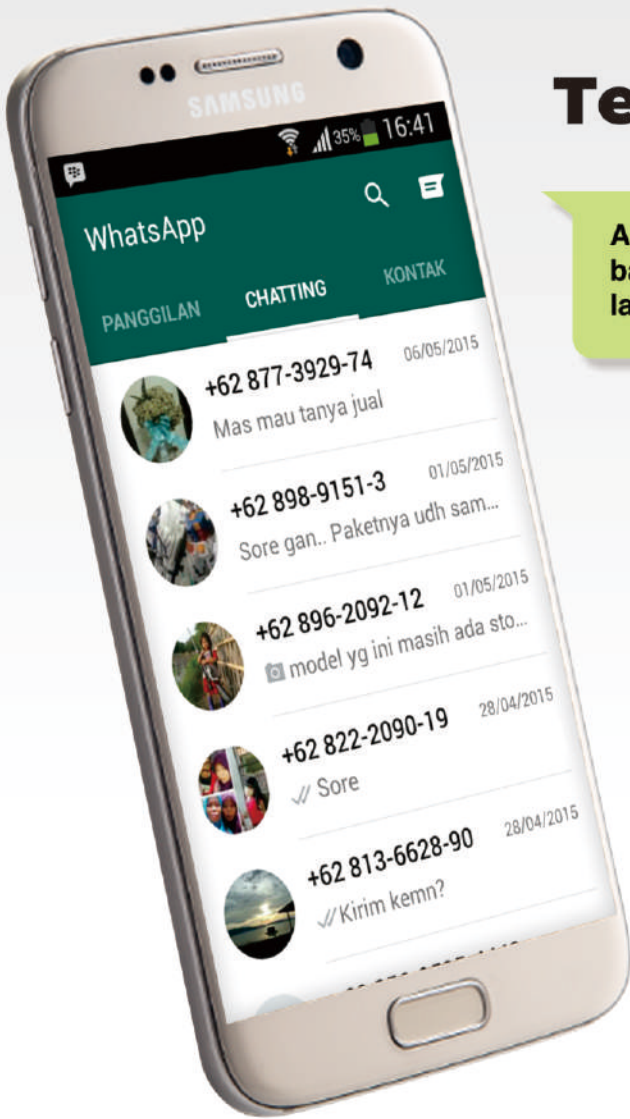 SAMSUNG
35% 16:41
WhatsApp
PANGGILAN CHATTING KONTAK
+62 877-3929-74 06/05/2015
Mas mau tanya jual
+62 898-9151-3 01/05/2015
Sore gan.. Paketnya udh sam...
+62 896-2092-12 01/05/2015
model yg ini masih ada sto...
+62 822-2090-19 28/04/2015
Sore
+62 813-6628-90 28/04/2015
Kirim kemn?
Te
A
ba
la